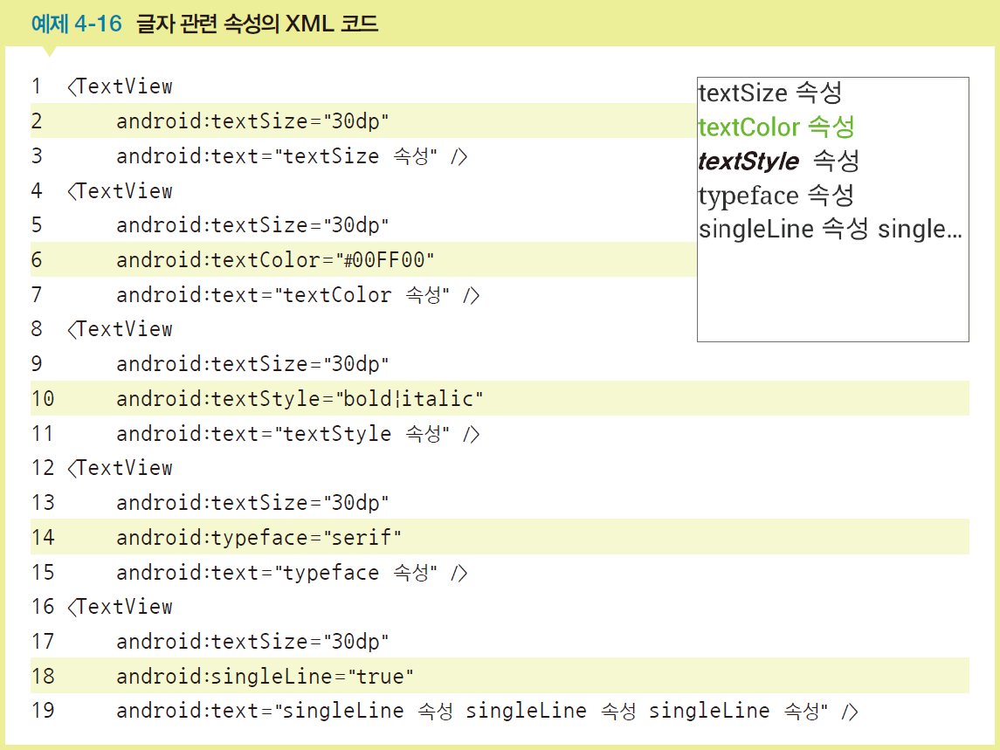 예제 4-16 글자 관련 속성의 XML 코드
1 <TextView
2 android:textSize="30dp"
3 android:text="textSize 속성" />
4 <TextView
5 android:textSize="30dp"
6 android:textColor="#00FF00"
7 android:text="textColor 속성" />
8 <TextView
9 android:textSize="30dp"
10 android:textStyle="bold|italic"
11 android:text="textStyle 속성" />
12 <TextView
13 android:textSize="30dp"
14 android:typeface="serif"
15 android:text="typeface 속성" />
16 <TextView
17 android:textSize="30dp"
18 android:singleLine="true"
19 android:text="singleLine 속성 singleLine 속성 singleLine 속성" />
textSize 속성
textColor 속성
textStyle 속성
typeface 속성
singleLine 속성 single...